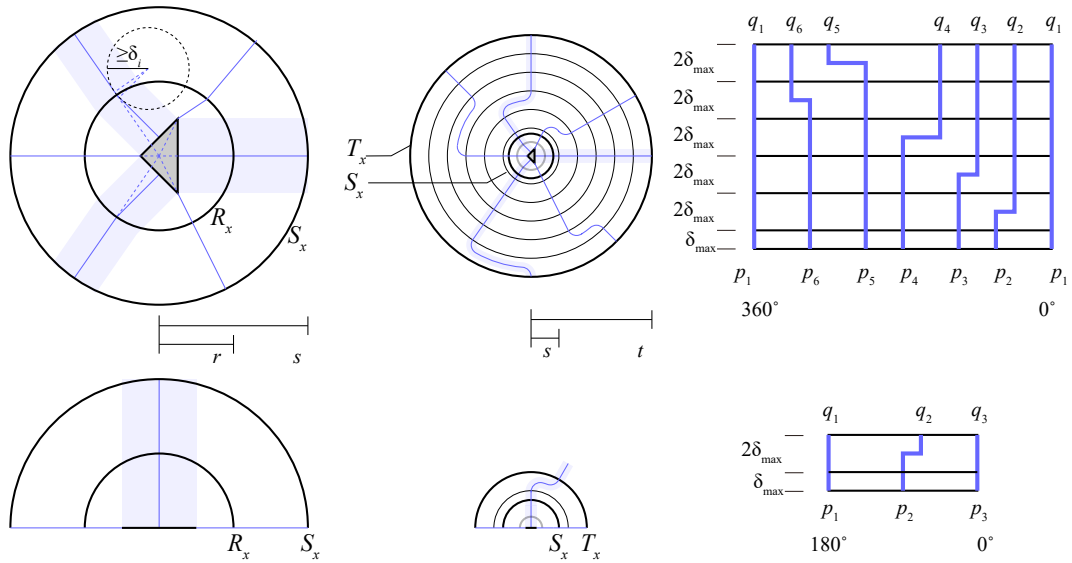 ≥δᵢ
Rₓ
Sₓ
r s
Rₓ Sₓ
Tₓ
Sₓ
s t
Sₓ Tₓ
q₁ q₆ q₅ q₄ q₃ q₂ q₁
2δmax
2δmax
2δmax
2δmax
2δmax
δmax
p₁ p₆ p₅ p₄ p₃ p₂ p₁
360° 0°
q₁ q₂ q₃
2δmax
δmax
p₁ p₂ p₃
180° 0°